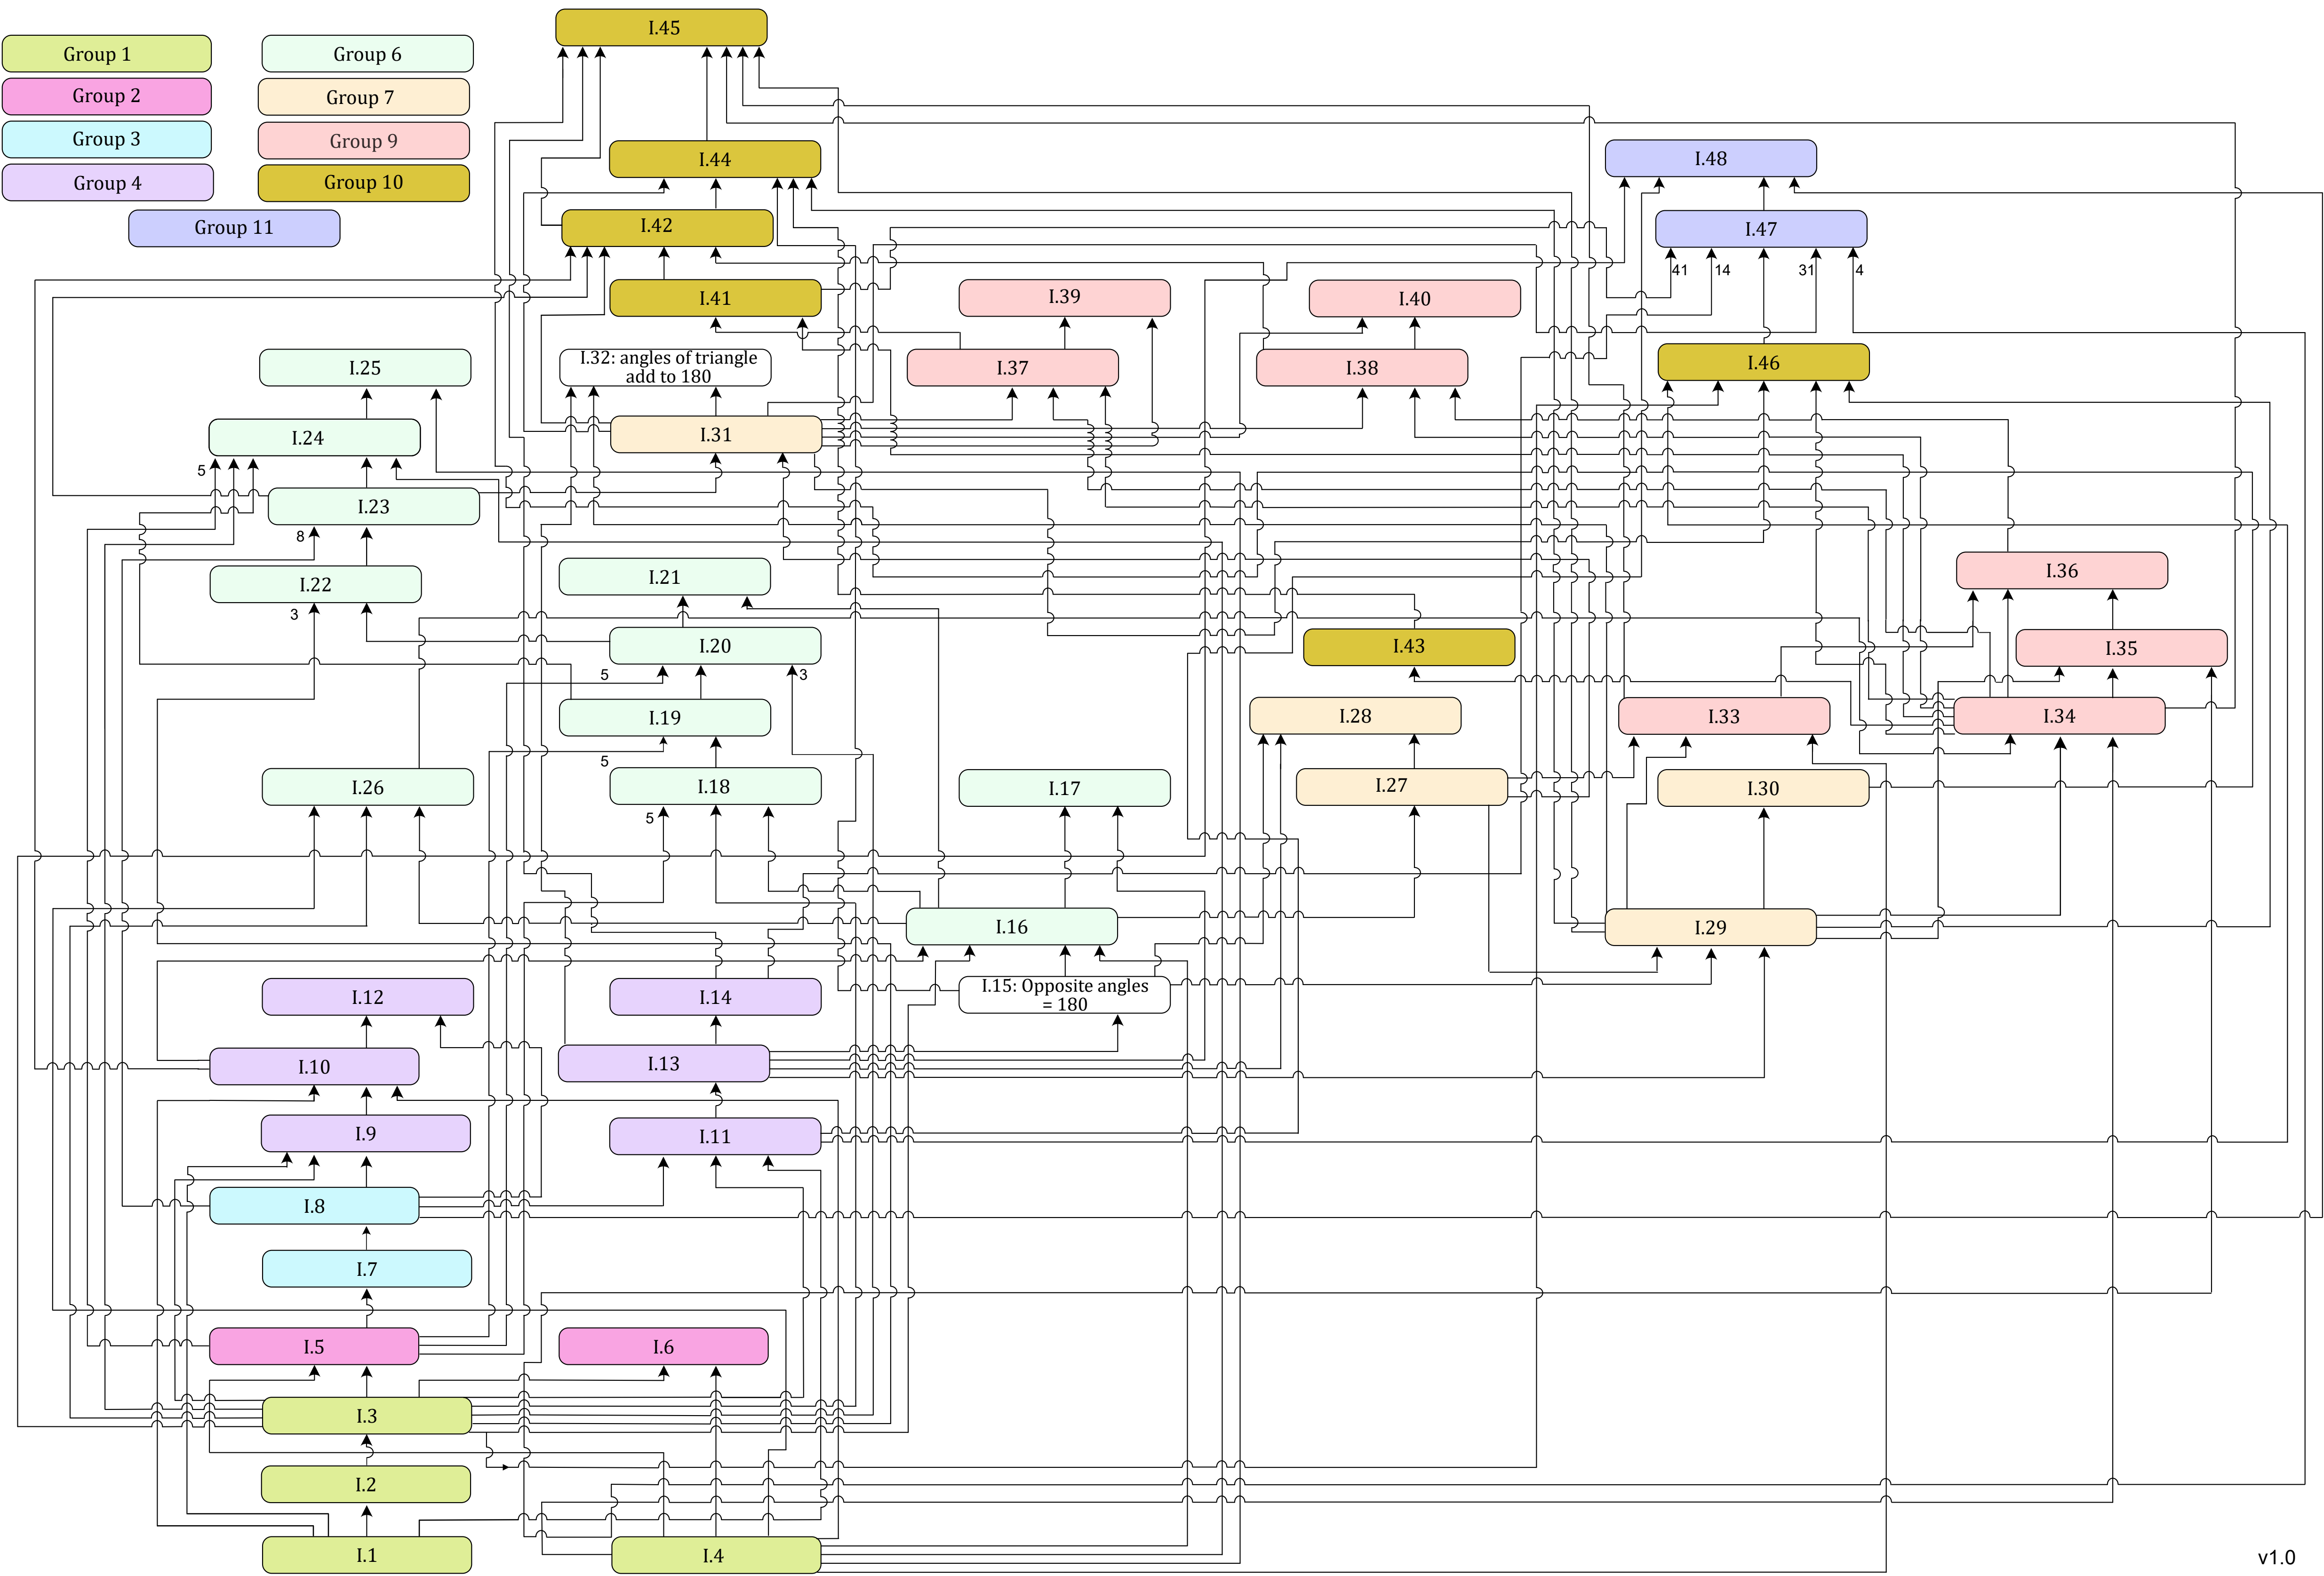 I.45
Group 1
Group 6
Group 2
Group 7
Group 3
Group 9
Group 4
Group 10
Group 11
I.44
I.48
I.42
I.47
41
14
31
4
I.41
I.39
I.40
I.25
I.32: angles of triangle
add to 180
I.37
I.38
I.46
I.24
I.31
5
I.23
8
I.22
I.21
I.36
3
I.20
I.43
I.35
5
3
I.19
I.28
I.33
I.34
5
I.26
I.18
I.17
I.27
I.30
5
I.16
I.29
I.12
I.14
I.15: Opposite angles
= 180
I.10
I.13
I.9
I.11
I.8
I.7
I.5
I.6
I.3
I.2
I.1
I.4
v1.0